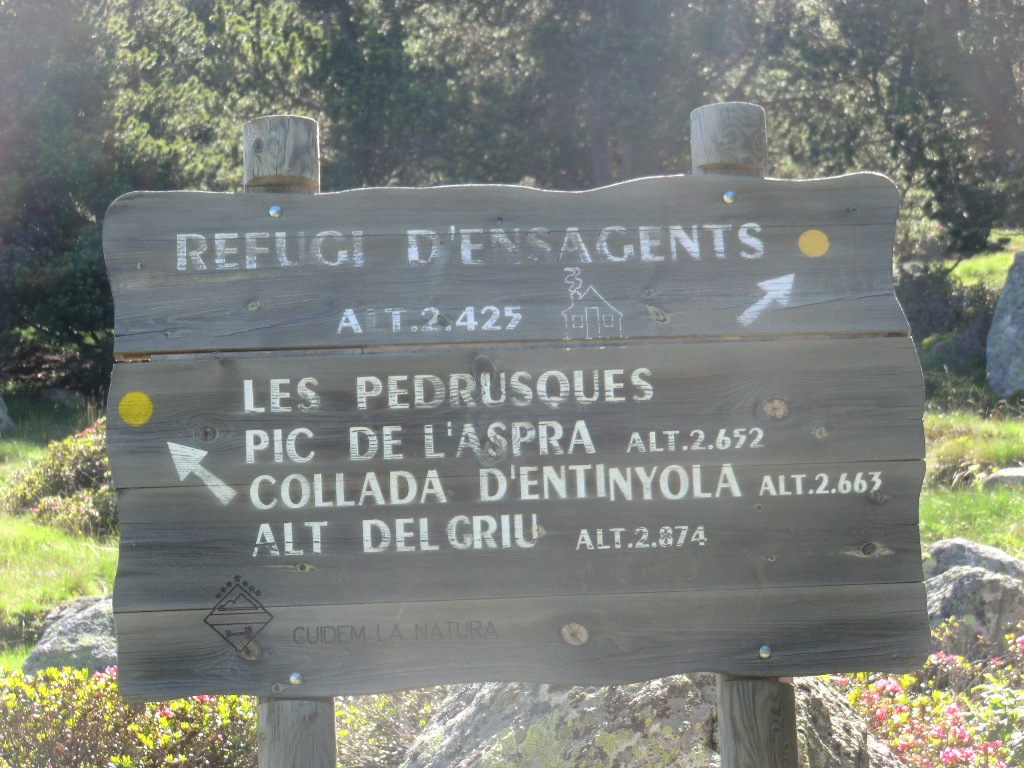 REFUGI D'ENSAGENTS
ALT.2.425
LES PEDRUSQUES
PIC DE L'ASPRA ALT.2.652
COLLADA D'ENTINYOLA ALT.2.663
ALT DEL GRIU ALT.2.874
CUIDEM LA NATURA